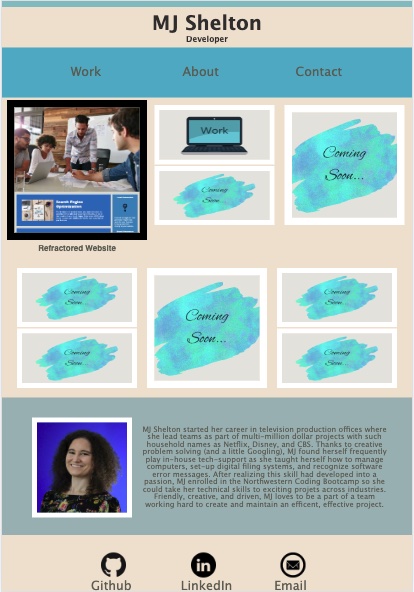 MJ Shelton
Developer
Work
About
Contact
Search Engine
Optimization
Work
Coming
Soon...
Coming
Soon...
Refractored Website
Coming
Soon...
Coming
Soon...
Coming
Soon...
Coming
Soon...
Coming
Soon...
MJ Shelton started her career in television production offices where
she lead teams as part of multi-million dollar projects with such
household names as Netflix, Disney, and CBS. Thanks to creative
problem solving (and a little Googling), MJ found herself frequently
play in-house tech-support as she taught herself how to manage
computers, set-up digital filing systems, and recognize software
error messages. After realizing this skill had developed into a
passion, MJ enrolled in the Northwestern Coding Bootcamp so she
could take her technical skills to exciting projets across industries.
Friendly, creative, and driven, MJ loves to be a part of a team
working hard to create and maintain an efficent, effective project.
Github
LinkedIn
Email